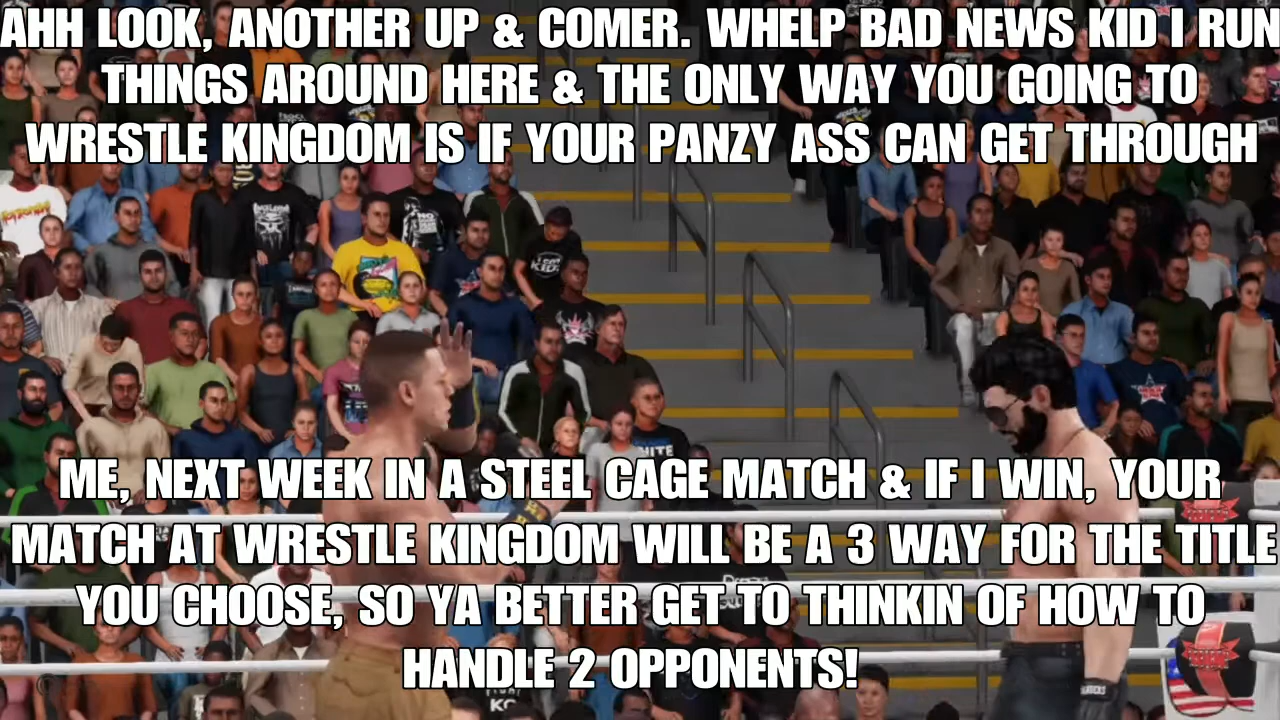 AHH LOOK, ANOTHER UP & COMER. WHELP BAD NEWS KID I RUN
THINGS AROUND HERE & THE ONLY WAY YOU GOING TO
WRESTLE KINGDOM IS IF YOUR PANZY ASS CAN GET THROUGH
ME, NEXT WEEK IN A STEEL CAGE MATCH & IF I WIN, YOUR
MATCH AT WRESTLE KINGDOM WILL BE A 3 WAY FOR THE TITLE
YOU CHOOSE, SO YA BETTER GET TO THINKIN OF HOW TO
HANDLE 2 OPPONENTS!